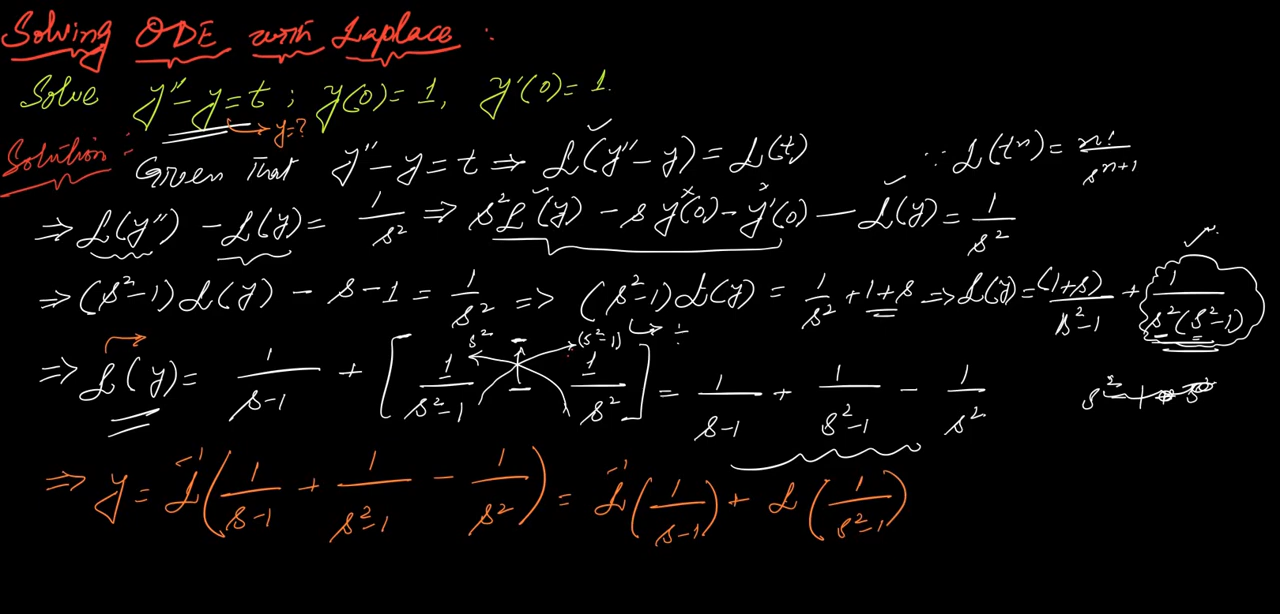 Solving ODE with Laplace :
Solve y'' - y = t ; y(0) = 1, y'(0) = 1.
→ y = ?
Solution :- Given that y'' - y = t ⇒ ℒ(y'' - y) = ℒ(t) ∵ ℒ(tⁿ) = n!/sⁿ⁺¹
⇒ ℒ(y'') - ℒ(y) = 1/s² ⇒ s²ℒ(y) - s y(0) - y'(0) - ℒ(y) = 1/s²
⇒ (s²-1)ℒ(y) - s - 1 = 1/s² ⇒ (s²-1)ℒ(y) = 1/s² + 1 + s ⇒ ℒ(y) = (1+s)/(s²-1) + 1/(s²(s²-1))
s² (s²-1) ÷
⇒ ℒ(y) = 1/(s-1) + [1/(s²-1) - 1/s²] = 1/(s-1) + 1/(s²-1) - 1/s²
⇒ y = ℒ⁻¹(1/(s-1) + 1/(s²-1) - 1/s²) = ℒ⁻¹(1/(s-1)) + ℒ(1/(s²-1))